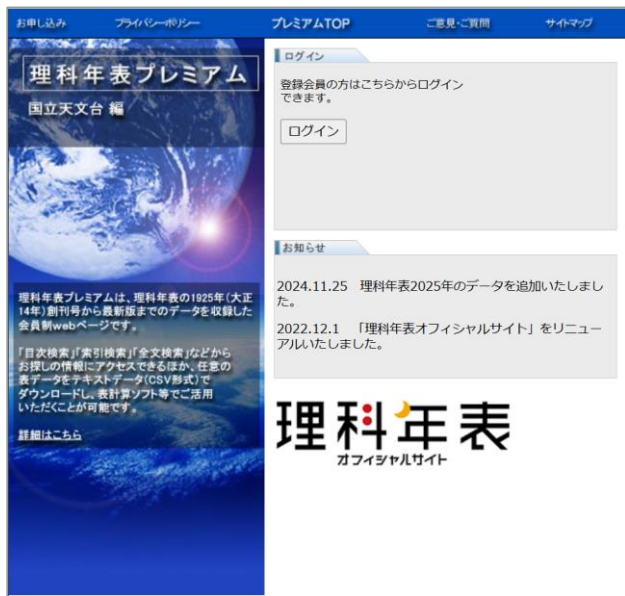 お申し込み
プライバシーポリシー
プレミアムTOP
ご意見・ご質問
サイトマップ
理科年表プレミアム
国立天文台 編
理科年表プレミアムは、理科年表の1925年(大正
14年)創刊号から最新版までのデータを収録した
会員制webページです。
「目次検索」「索引検索」「全文検索」などから
お探しの情報にアクセスできるほか、任意の
表データをテキストデータ(CSV形式)で
ダウンロードし、表計算ソフト等でご活用
いただくことが可能です。
詳細はこちら
ログイン
登録会員の方はこちらからログイン
できます。
ログイン
お知らせ
2024.11.25 理科年表2025年のデータを追加いたしまし
た。
2022.12.1 「理科年表オフィシャルサイト」をリニュー
アルいたしました。
理科年表
オフィシャルサイト